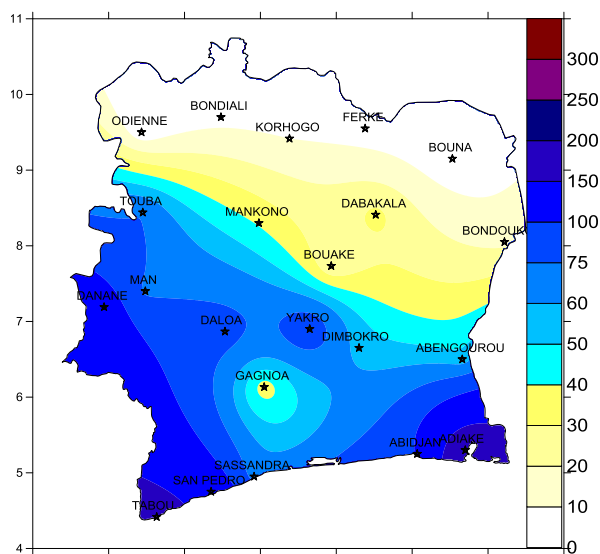 11
10
9
8
7
6
5
4
BONDIALI
ODIENNE
FERKE
KORHOGO
BOUNA
TOUBA
DABAKALA
MANKONO
BONDOUK
BOUAKE
MAN
DANANE
DALOA
YAKRO
DIMBOKRO
ABENGOUROU
GAGNOA
ABIDJAN
ADIAKE
SASSANDRA
SAN PEDRO
TABOU
300
250
200
150
100
75
60
50
40
30
20
10
0